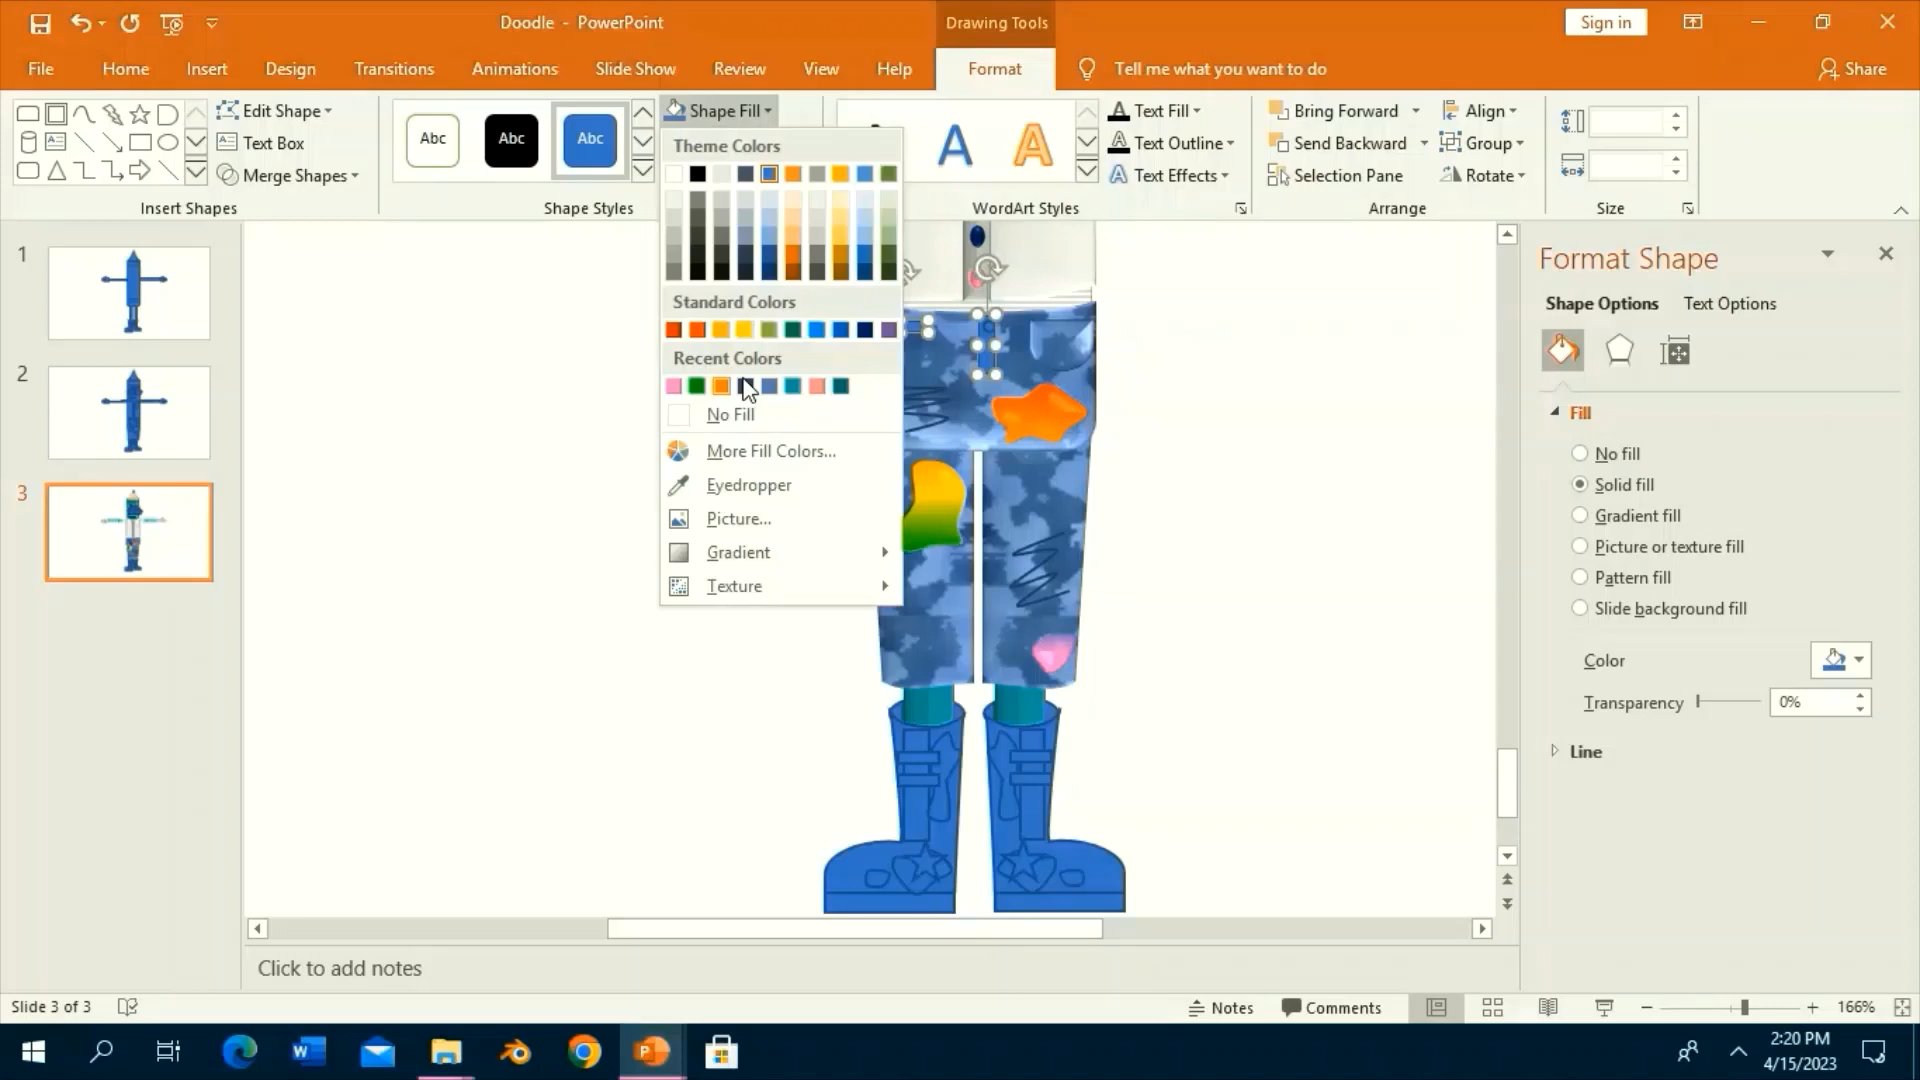 Doodle - PowerPoint
Drawing Tools
Sign in
File
Home
Insert
Design
Transitions
Animations
Slide Show
Review
View
Help
Format
Tell me what you want to do
Share
Edit Shape
Text Box
Merge Shapes
Insert Shapes
Abc
Abc
Abc
Shape Styles
Shape Fill
A
A
WordArt Styles
Text Fill
Text Outline
Text Effects
Bring Forward
Send Backward
Selection Pane
Align
Group
Rotate
Arrange
Size
Theme Colors
Standard Colors
Recent Colors
No Fill
More Fill Colors...
Eyedropper
Picture...
Gradient
Texture
1
2
3
Format Shape
Shape Options
Text Options
Fill
No fill
Solid fill
Gradient fill
Picture or texture fill
Pattern fill
Slide background fill
Color
Transparency
0%
Line
Click to add notes
Slide 3 of 3
Notes
Comments
166%
2:20 PM
4/15/2023